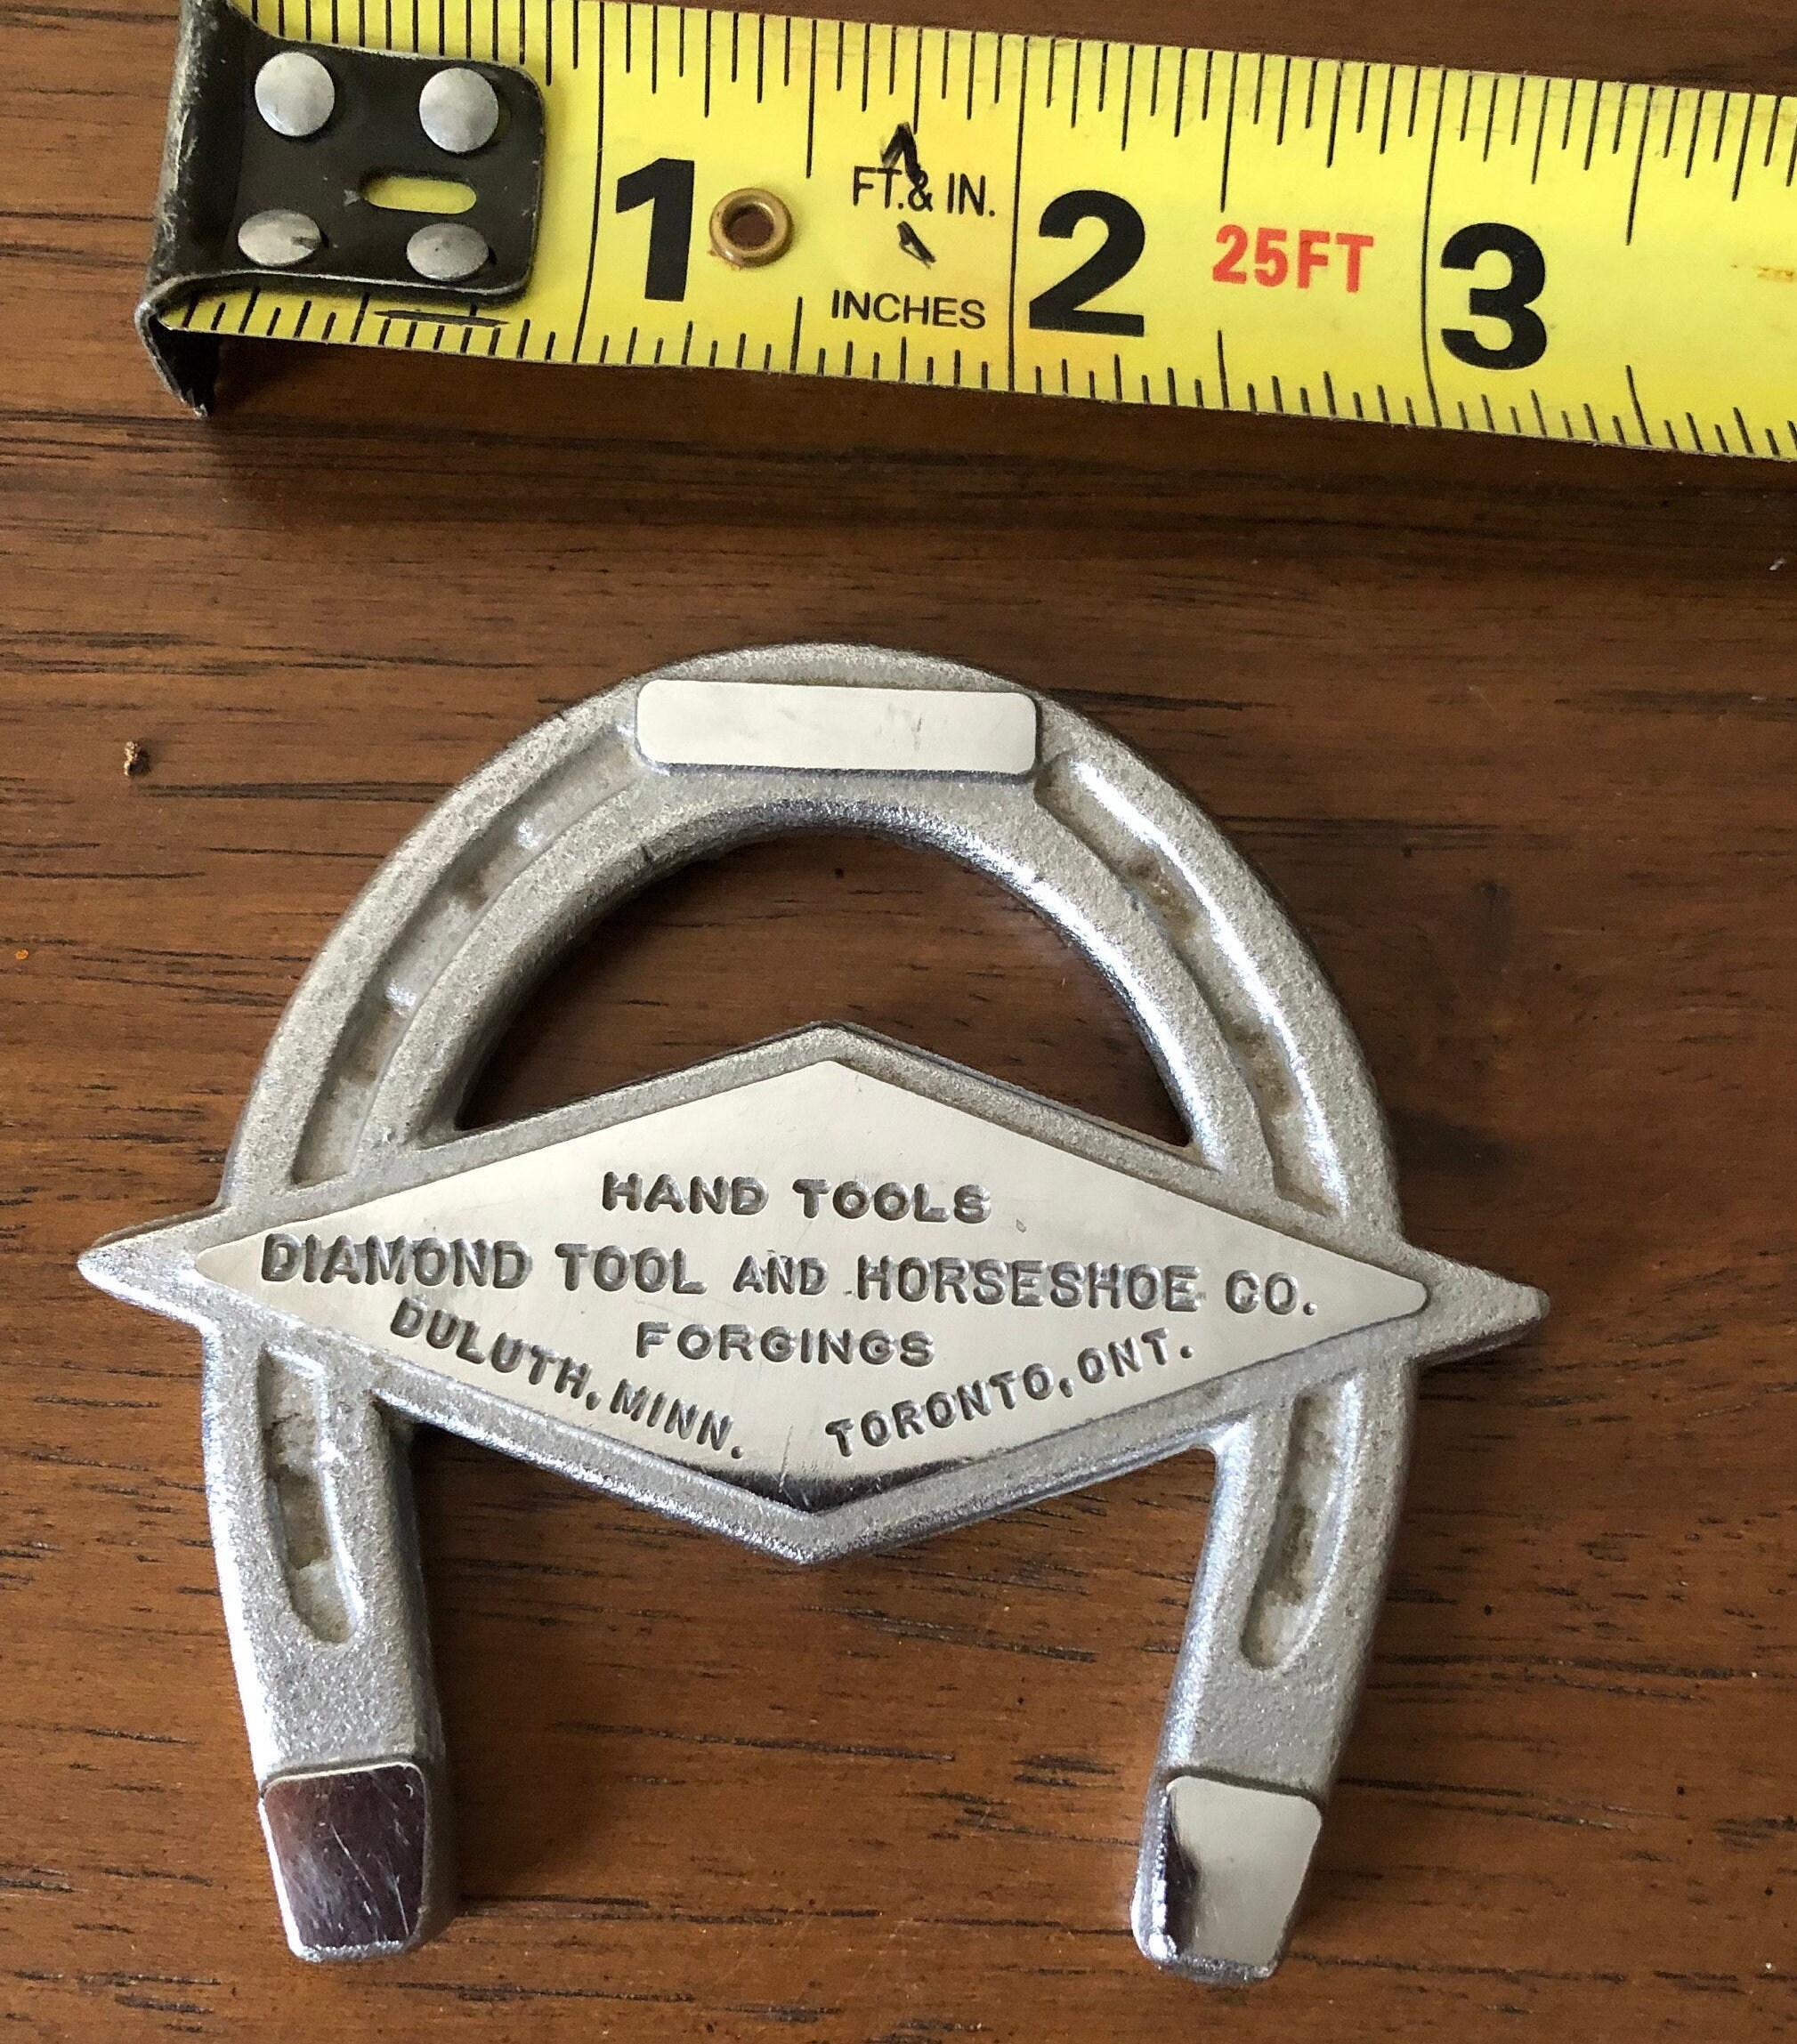 1 FT.& IN. 2 25FT 3
INCHES
HAND TOOLS
DIAMOND TOOL AND HORSESHOE CO.
FORGINGS
DULUTH, MINN. TORONTO, ONT.